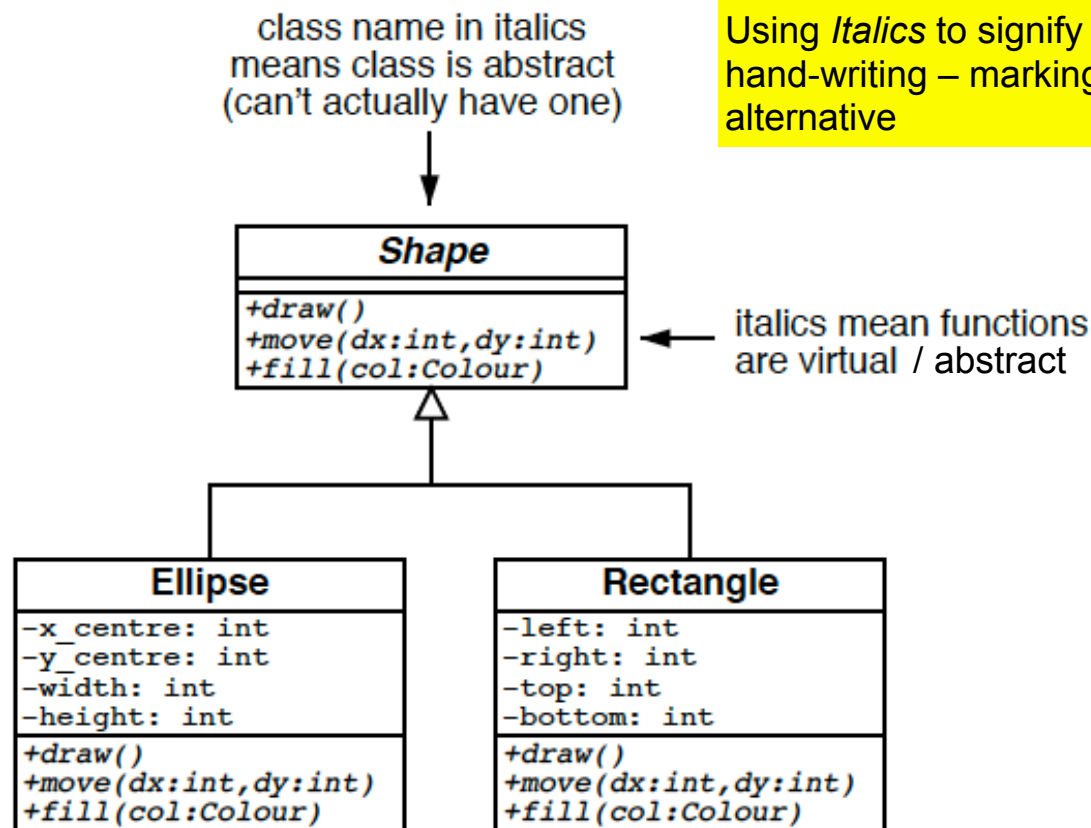 class name in italics
means class is abstract
(can't actually have one)
Using Italics to signify
hand-writing – marking
alternative
Shape
+draw()
+move(dx:int,dy:int)
+fill(col:Colour)
italics mean functions
are virtual / abstract
Ellipse
-x_centre: int
-y_centre: int
-width: int
-height: int
+draw()
+move(dx:int,dy:int)
+fill(col:Colour)
Rectangle
-left: int
-right: int
-top: int
-bottom: int
+draw()
+move(dx:int,dy:int)
+fill(col:Colour)